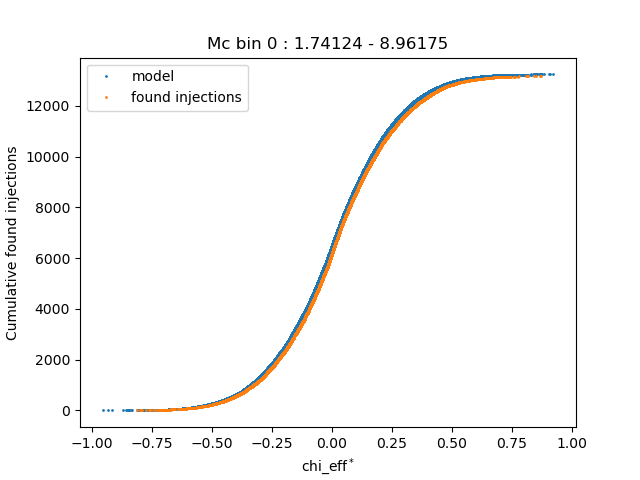 Mc bin 0 : 1.74124 - 8.96175
model
found injections
Cumulative found injections
12000
10000
8000
6000
4000
2000
0
−1.00 −0.75 −0.50 −0.25 0.00 0.25 0.50 0.75 1.00
chi_eff*